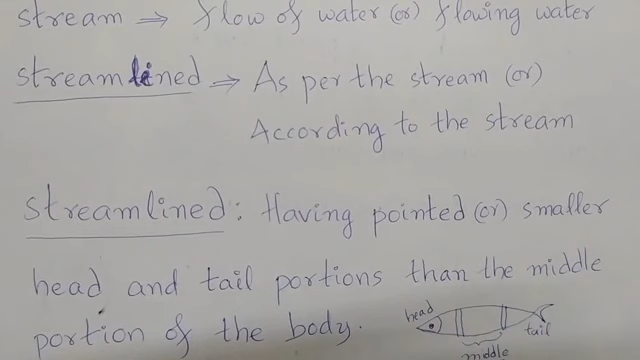 stream ⇒ flow of water (or) flowing water
streamlined → As per the stream (or)
According to the stream
streamlined: Having pointed (or) smaller
head and tail portions than the middle
portion of the body.
head
tail
middle